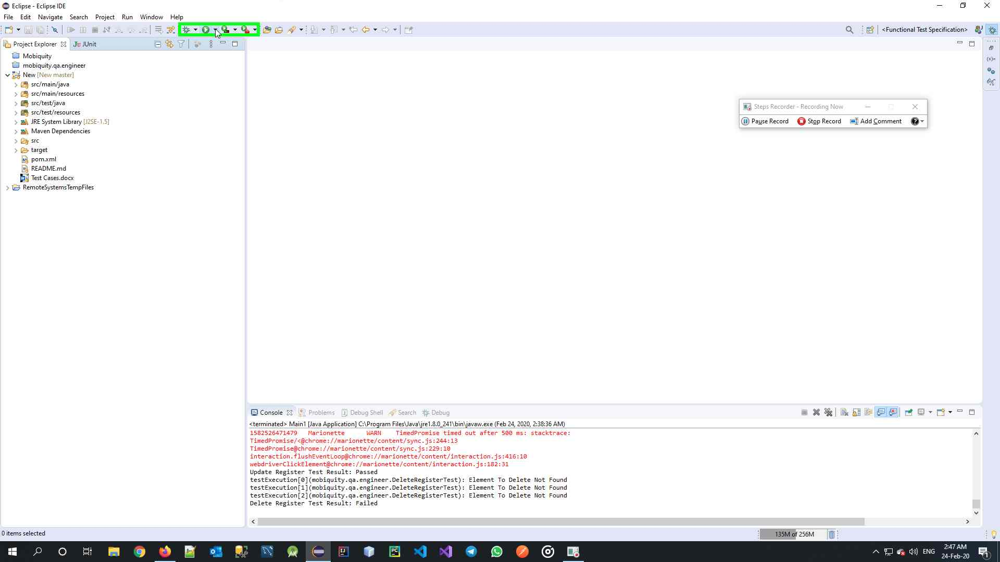 Eclipse - Eclipse IDE
File Edit Navigate Search Project Run Window Help
<Functional Test Specification>
Project Explorer
JUnit
Mobiquity
mobiquity.qa.engineer
New [New master]
src/main/java
src/main/resources
src/test/java
src/test/resources
JRE System Library [J2SE-1.5]
Maven Dependencies
src
target
pom.xml
README.md
Test Cases.docx
RemoteSystemsTempFiles
(x)=
Steps Recorder - Recording Now
Pause Record Stop Record Add Comment
Console Problems Debug Shell Search Debug
<terminated> Main1 [Java Application] C:\Program Files\Java\jre1.8.0_241\bin\javaw.exe (Feb 24, 2020, 2:38:36 AM)
1582526471479 Marionette WARN TimedPromise timed out after 500 ms: stacktrace:
TimedPromise/<@chrome://marionette/content/sync.js:244:13
TimedPromise@chrome://marionette/content/sync.js:229:10
interaction.flushEventLoop@chrome://marionette/content/interaction.js:416:10
webdriverClickElement@chrome://marionette/content/interaction.js:182:31
Update Register Test Result: Passed
testExecution[0](mobiquity.qa.engineer.DeleteRegisterTest): Element To Delete Not Found
testExecution[1](mobiquity.qa.engineer.DeleteRegisterTest): Element To Delete Not Found
testExecution[2](mobiquity.qa.engineer.DeleteRegisterTest): Element To Delete Not Found
Delete Register Test Result: Failed
0 items selected
135M of 256M
ENG
2:47 AM
24-Feb-20
1